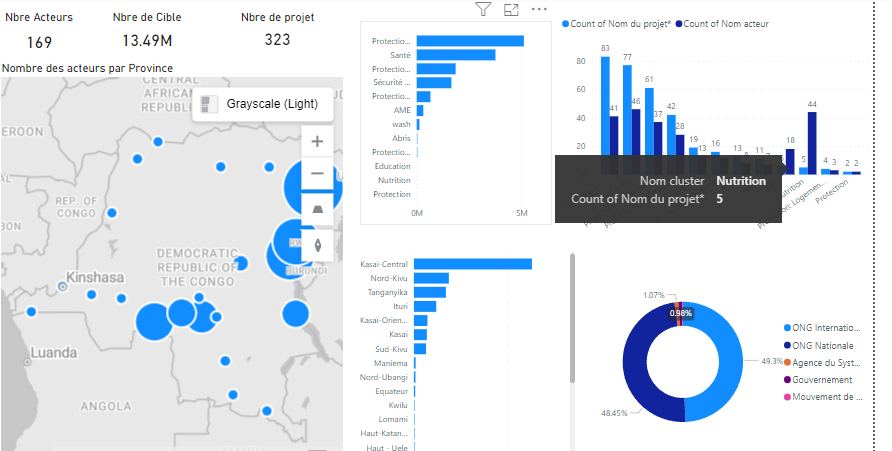 Nbre Acteurs
169
Nbre de Cible
13.49M
Nbre de projet
323
Nombre des acteurs par Province
CENTRAL
AFRICAN
REPUBLIC
Grayscale (Light)
REP. OF
CONGO
DEMOCRATIC
REPUBLIC OF
THE CONGO
Kinshasa
BURUNDI
Luanda
ANGOLA
Protectio...
Santé
Protectio...
Sécurité ...
Protectio...
AME
wash
Abris
Protectio...
Education
Nutrition
Protection
0M
5M
Count of Nom du projet*
Count of Nom acteur
80
60
40
20
83
41
77
46
61
37
42
28
19
13
16
13
11
18
5
44
4
3
2
2
Nutrition
Protection: Logemen...
Protection
Nom cluster Nutrition
Count of Nom du projet* 5
Kasaï-Central
Nord-Kivu
Tanganyika
Ituri
Kasaï-Orien...
Kasaï
Sud-Kivu
Maniema
Nord-Ubangi
Equateur
Kwilu
Lomami
Haut-Katan...
Haut - Uele
1.07%
0.98%
49.3%
48.45%
ONG Internatio...
ONG Nationale
Agence du Syst...
Gouvernement
Mouvement de ...